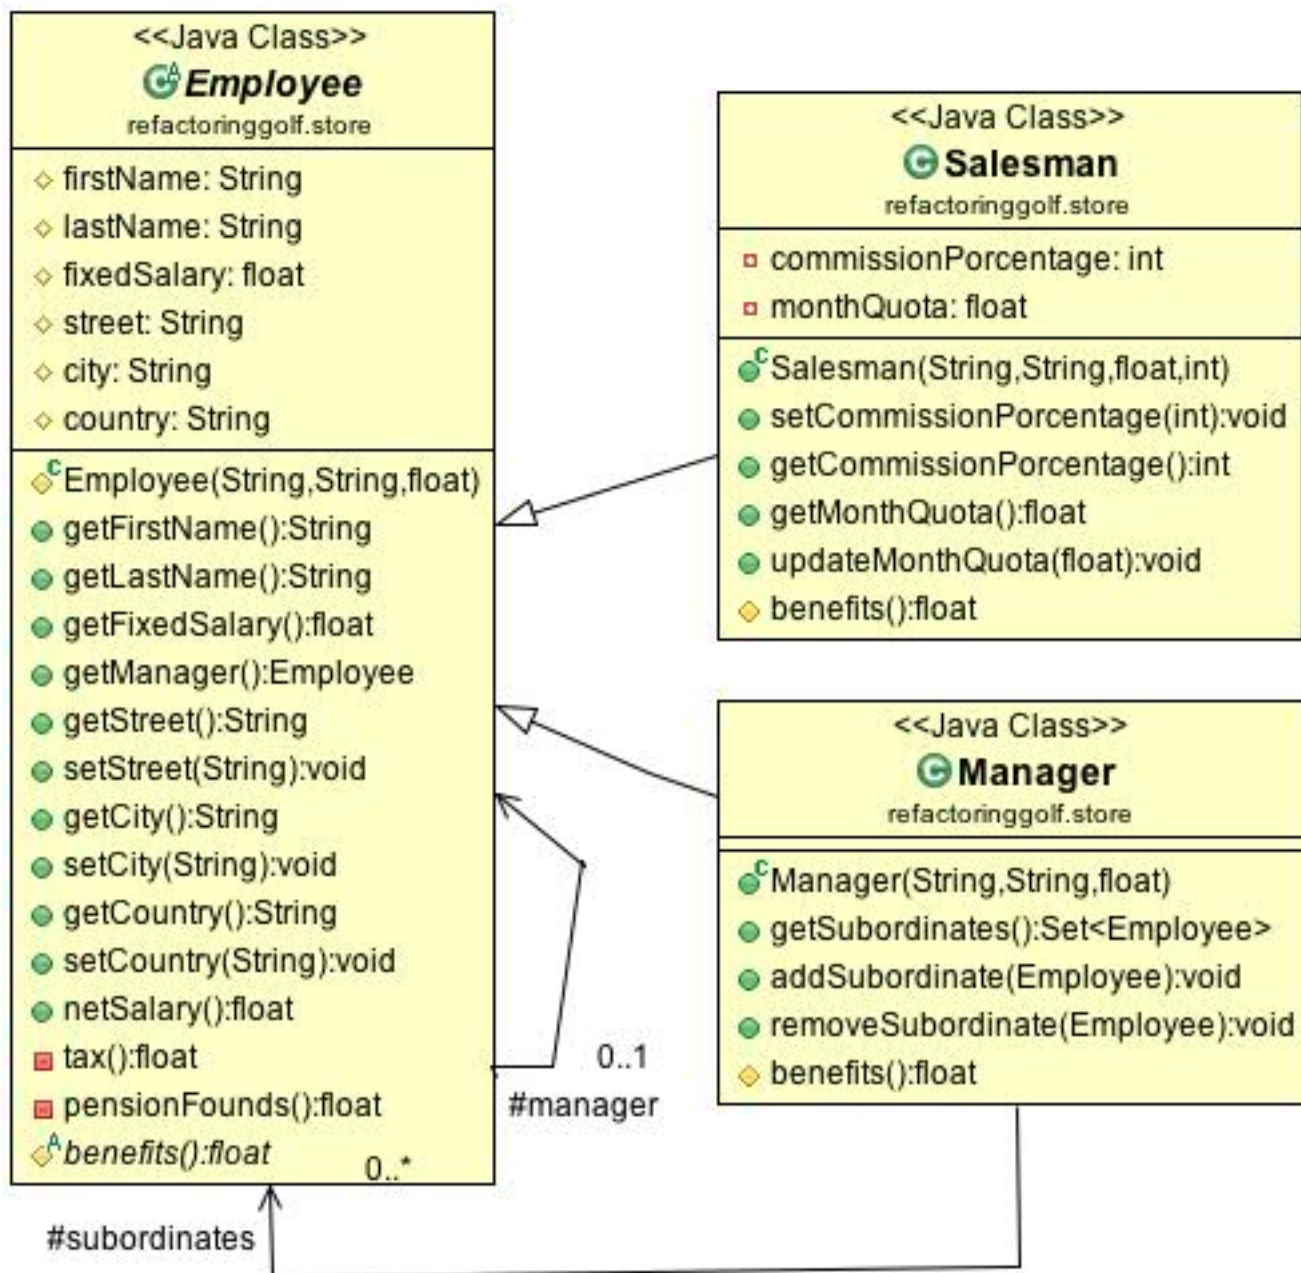 <<Java Class>>
Employee
refactoringgolf.store
firstName: String
lastName: String
fixedSalary: float
street: String
city: String
country: String
Employee(String,String,float)
getFirstName():String
getLastName():String
getFixedSalary():float
getManager():Employee
getStreet():String
setStreet(String):void
getCity():String
setCity(String):void
getCountry():String
setCountry(String):void
netSalary():float
tax():float
pensionFounds():float
benefits():float
0..*
#subordinates
0..1
#manager
<<Java Class>>
Salesman
refactoringgolf.store
commissionPorcentage: int
monthQuota: float
Salesman(String,String,float,int)
setCommissionPorcentage(int):void
getCommissionPorcentage():int
getMonthQuota():float
updateMonthQuota(float):void
benefits():float
<<Java Class>>
Manager
refactoringgolf.store
Manager(String,String,float)
getSubordinates():Set<Employee>
addSubordinate(Employee):void
removeSubordinate(Employee):void
benefits():float